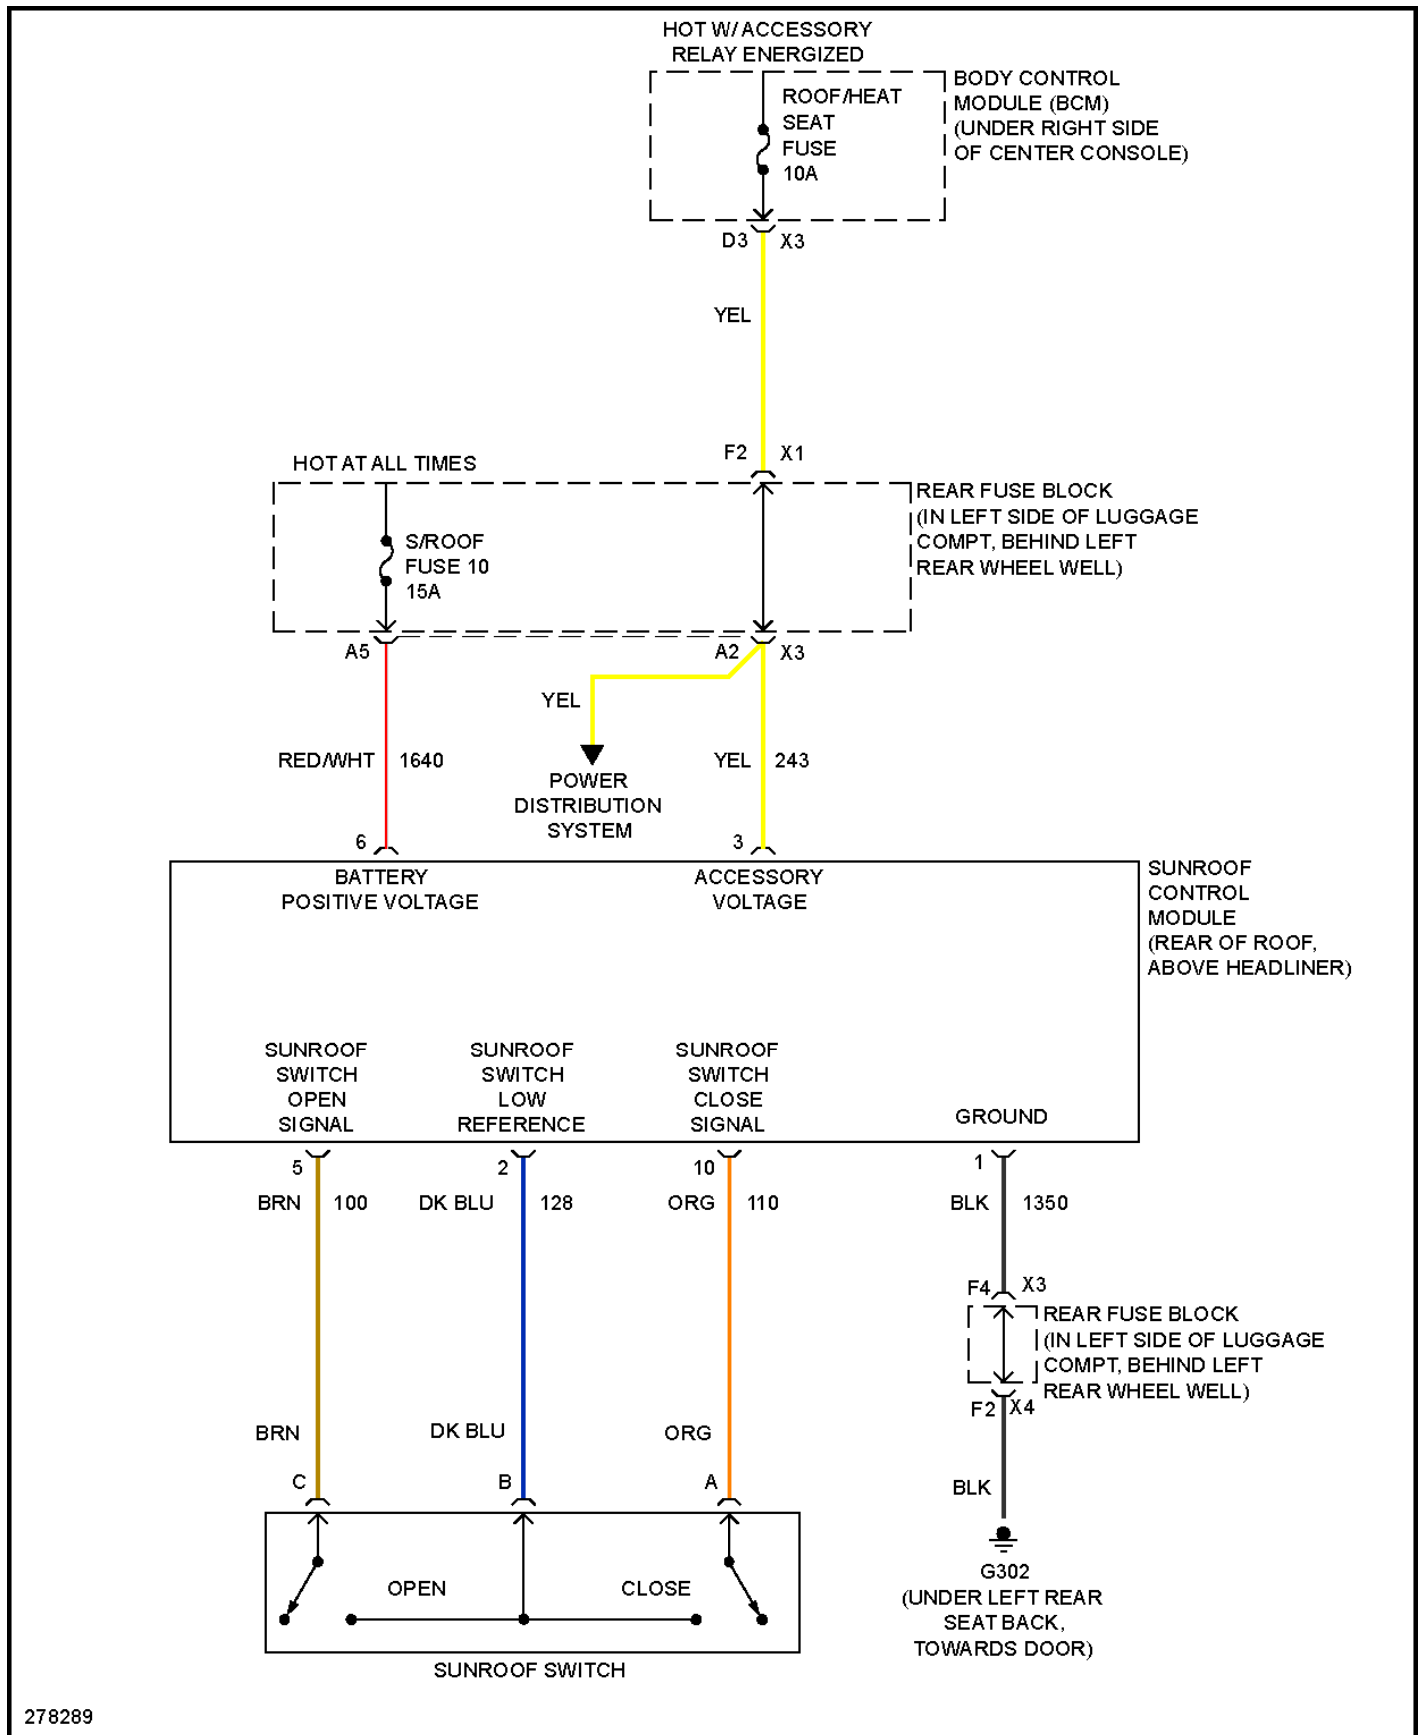 HOT W/ ACCESSORY
RELAY ENERGIZED
ROOF/HEAT
SEAT
FUSE
10A
BODY CONTROL
MODULE (BCM)
(UNDER RIGHT SIDE
OF CENTER CONSOLE)
D3 X3
YEL
F2 X1
HOT AT ALL TIMES
S/ROOF
FUSE 10
15A
REAR FUSE BLOCK
(IN LEFT SIDE OF LUGGAGE
COMPT, BEHIND LEFT
REAR WHEEL WELL)
A5 A2 X3
YEL
RED/WHT 1640 YEL 243
POWER
DISTRIBUTION
SYSTEM
6 3
BATTERY
POSITIVE VOLTAGE
ACCESSORY
VOLTAGE
SUNROOF
CONTROL
MODULE
(REAR OF ROOF,
ABOVE HEADLINER)
SUNROOF
SWITCH
OPEN
SIGNAL
SUNROOF
SWITCH
LOW
REFERENCE
SUNROOF
SWITCH
CLOSE
SIGNAL
GROUND
5 2 10 1
BRN 100 DK BLU 128 ORG 110 BLK 1350
F4 X3
REAR FUSE BLOCK
(IN LEFT SIDE OF LUGGAGE
COMPT, BEHIND LEFT
REAR WHEEL WELL)
F2 X4
BRN DK BLU ORG
C B A
BLK
OPEN CLOSE
G302
(UNDER LEFT REAR
SEAT BACK,
TOWARDS DOOR)
SUNROOF SWITCH
278289